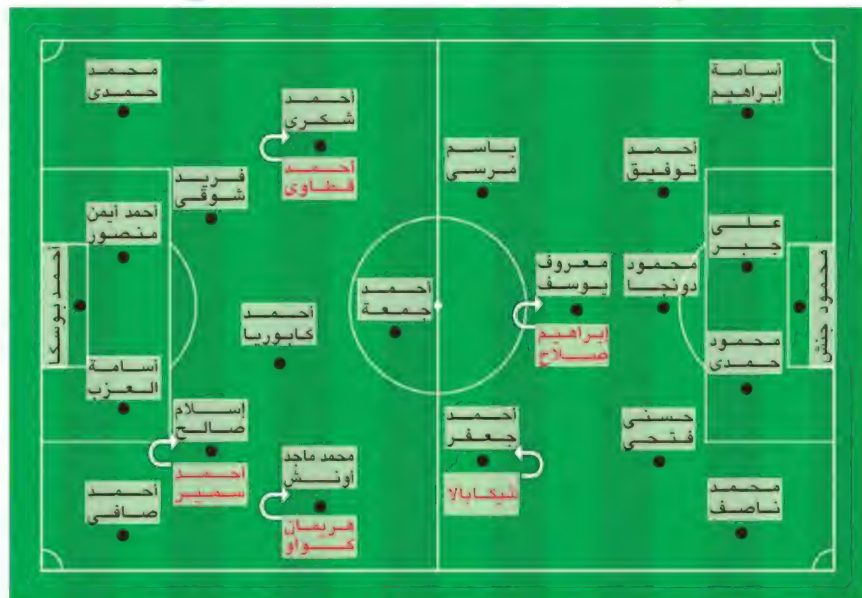 أسامة
إبراهيم
محمد
حمدى
أحمد
شكرى
باسم
مرسى
أحمد
توفيق
أحمد
قطاوى
فريد
شوقى
أحمد أيمن
منصور
على
جبر
معروف
يوسف
محمود
دونجا
محمود جنش
أحمد بوسكا
أحمد
جمعة
أحمد
كابوريا
إبراهيم
صلاح
محمود
حمدى
أسامة
العزب
إسلام
صالح
أحمد
جعفر
حسنى
فتحى
محمد ماجد
أونش
أحمد
سمير
شيكابالا
محمد
ناصف
أحمد
صافى
هريمان
كواو